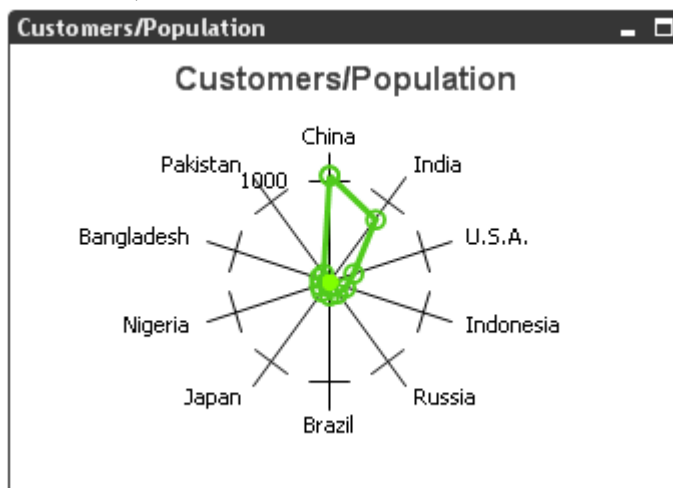 Customers/Population
Customers/Population
China
Pakistan
1000
India
Bangladesh
U.S.A.
Nigeria
Indonesia
Japan
Russia
Brazil